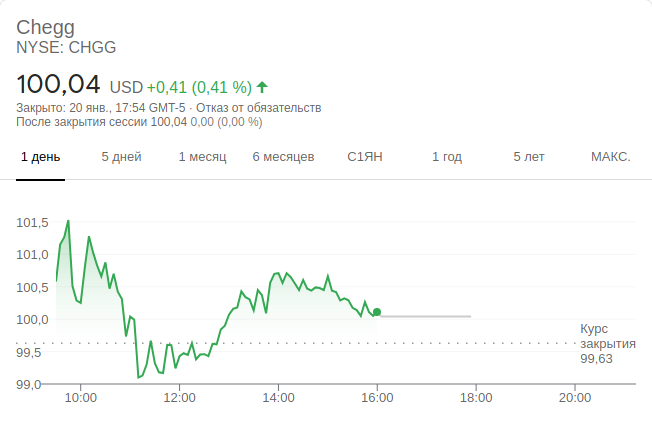 Chegg
NYSE: CHGG
100,04 USD +0,41 (0,41 %)
Закрыто: 20 янв., 17:54 GMT-5 · Отказ от обязательств
После закрытия сессии 100,04 0,00 (0,00 %)
1 день 5 дней 1 месяц 6 месяцев С1ЯН 1 год 5 лет МАКС.
101,5
101,0
100,5
100,0
Курс
закрытия
99,63
99,5
99,0
10:00 12:00 14:00 16:00 18:00 20:00